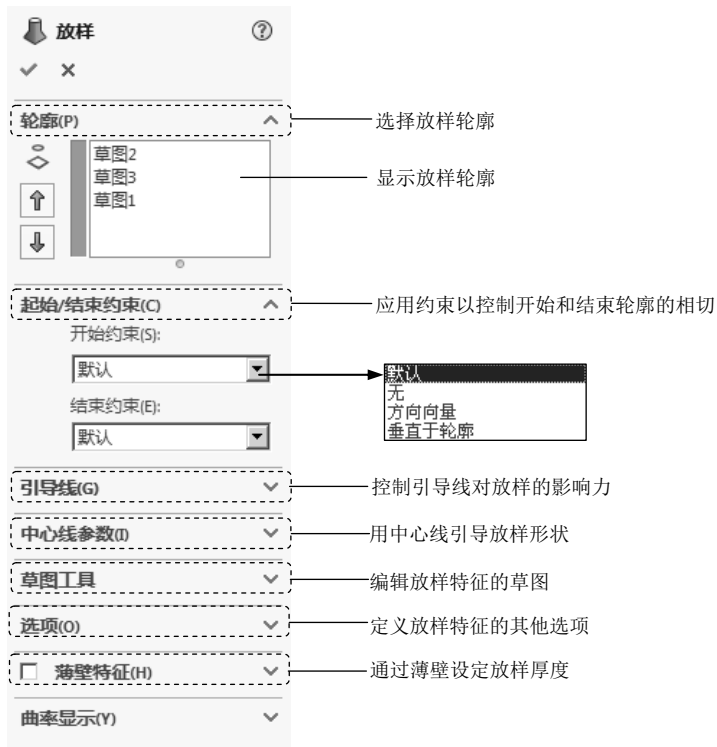 放样
轮廓(P)
选择放样轮廓
草图2
草图3
草图1
显示放样轮廓
起始/结束约束(C)
应用约束以控制开始和结束轮廓的相切
开始约束(S):
默认
默认
无
方向向量
垂直于轮廓
结束约束(E):
默认
引导线(G)
控制引导线对放样的影响力
中心线参数(I)
用中心线引导放样形状
草图工具
编辑放样特征的草图
选项(O)
定义放样特征的其他选项
薄壁特征(H)
通过薄壁设定放样厚度
曲率显示(Y)